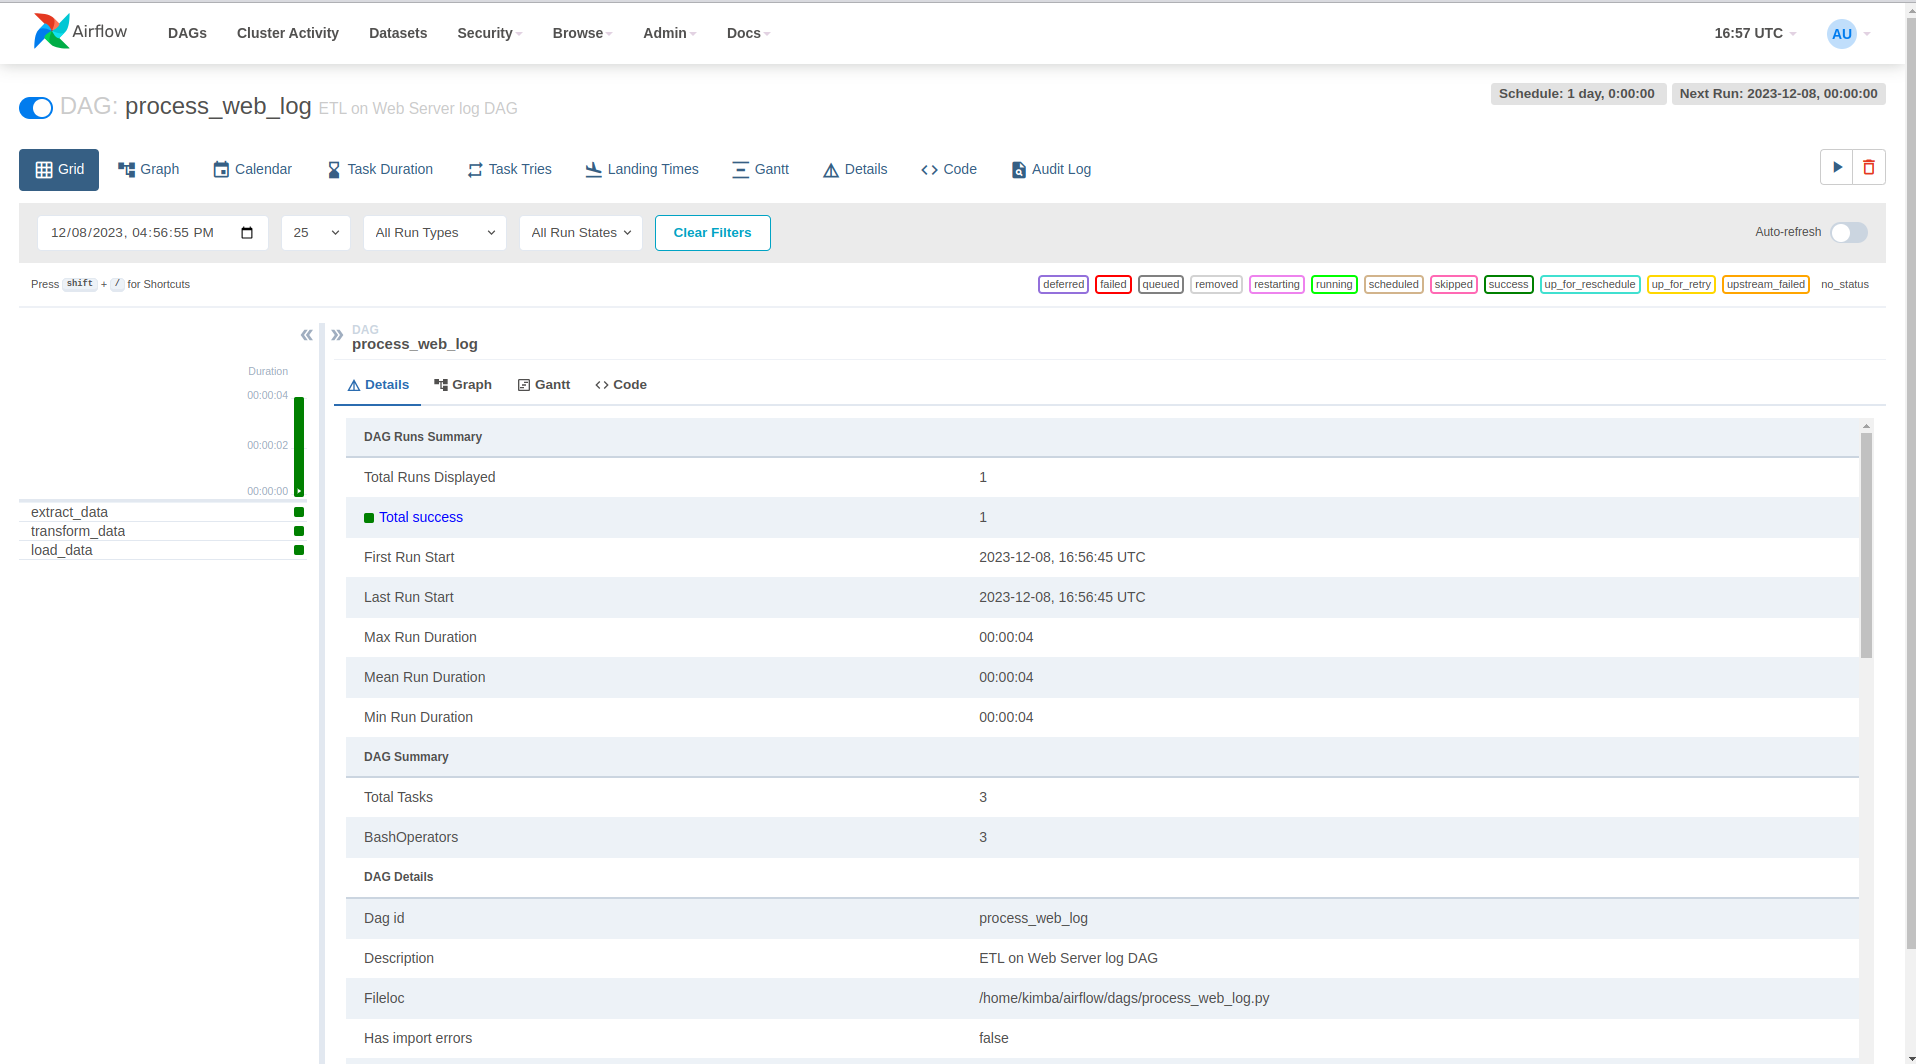 Airflow DAGs Cluster Activity Datasets Security Browse Admin Docs 16:57 UTC AU
DAG: process_web_log ETL on Web Server log DAG
Schedule: 1 day, 0:00:00 Next Run: 2023-12-08, 00:00:00
Grid Graph Calendar Task Duration Task Tries Landing Times Gantt Details Code Audit Log
12/08/2023, 04:56:55 PM 25 All Run Types All Run States Clear Filters Auto-refresh
Press shift + / for Shortcuts
deferred failed queued removed restarting running scheduled skipped success up_for_reschedule up_for_retry upstream_failed no_status
Duration
00:00:04
00:00:02
00:00:00
extract_data
transform_data
load_data
DAG
process_web_log
Details Graph Gantt Code
DAG Runs Summary
Total Runs Displayed 1
Total success 1
First Run Start 2023-12-08, 16:56:45 UTC
Last Run Start 2023-12-08, 16:56:45 UTC
Max Run Duration 00:00:04
Mean Run Duration 00:00:04
Min Run Duration 00:00:04
DAG Summary
Total Tasks 3
BashOperators 3
DAG Details
Dag id process_web_log
Description ETL on Web Server log DAG
Fileloc /home/kimba/airflow/dags/process_web_log.py
Has import errors false